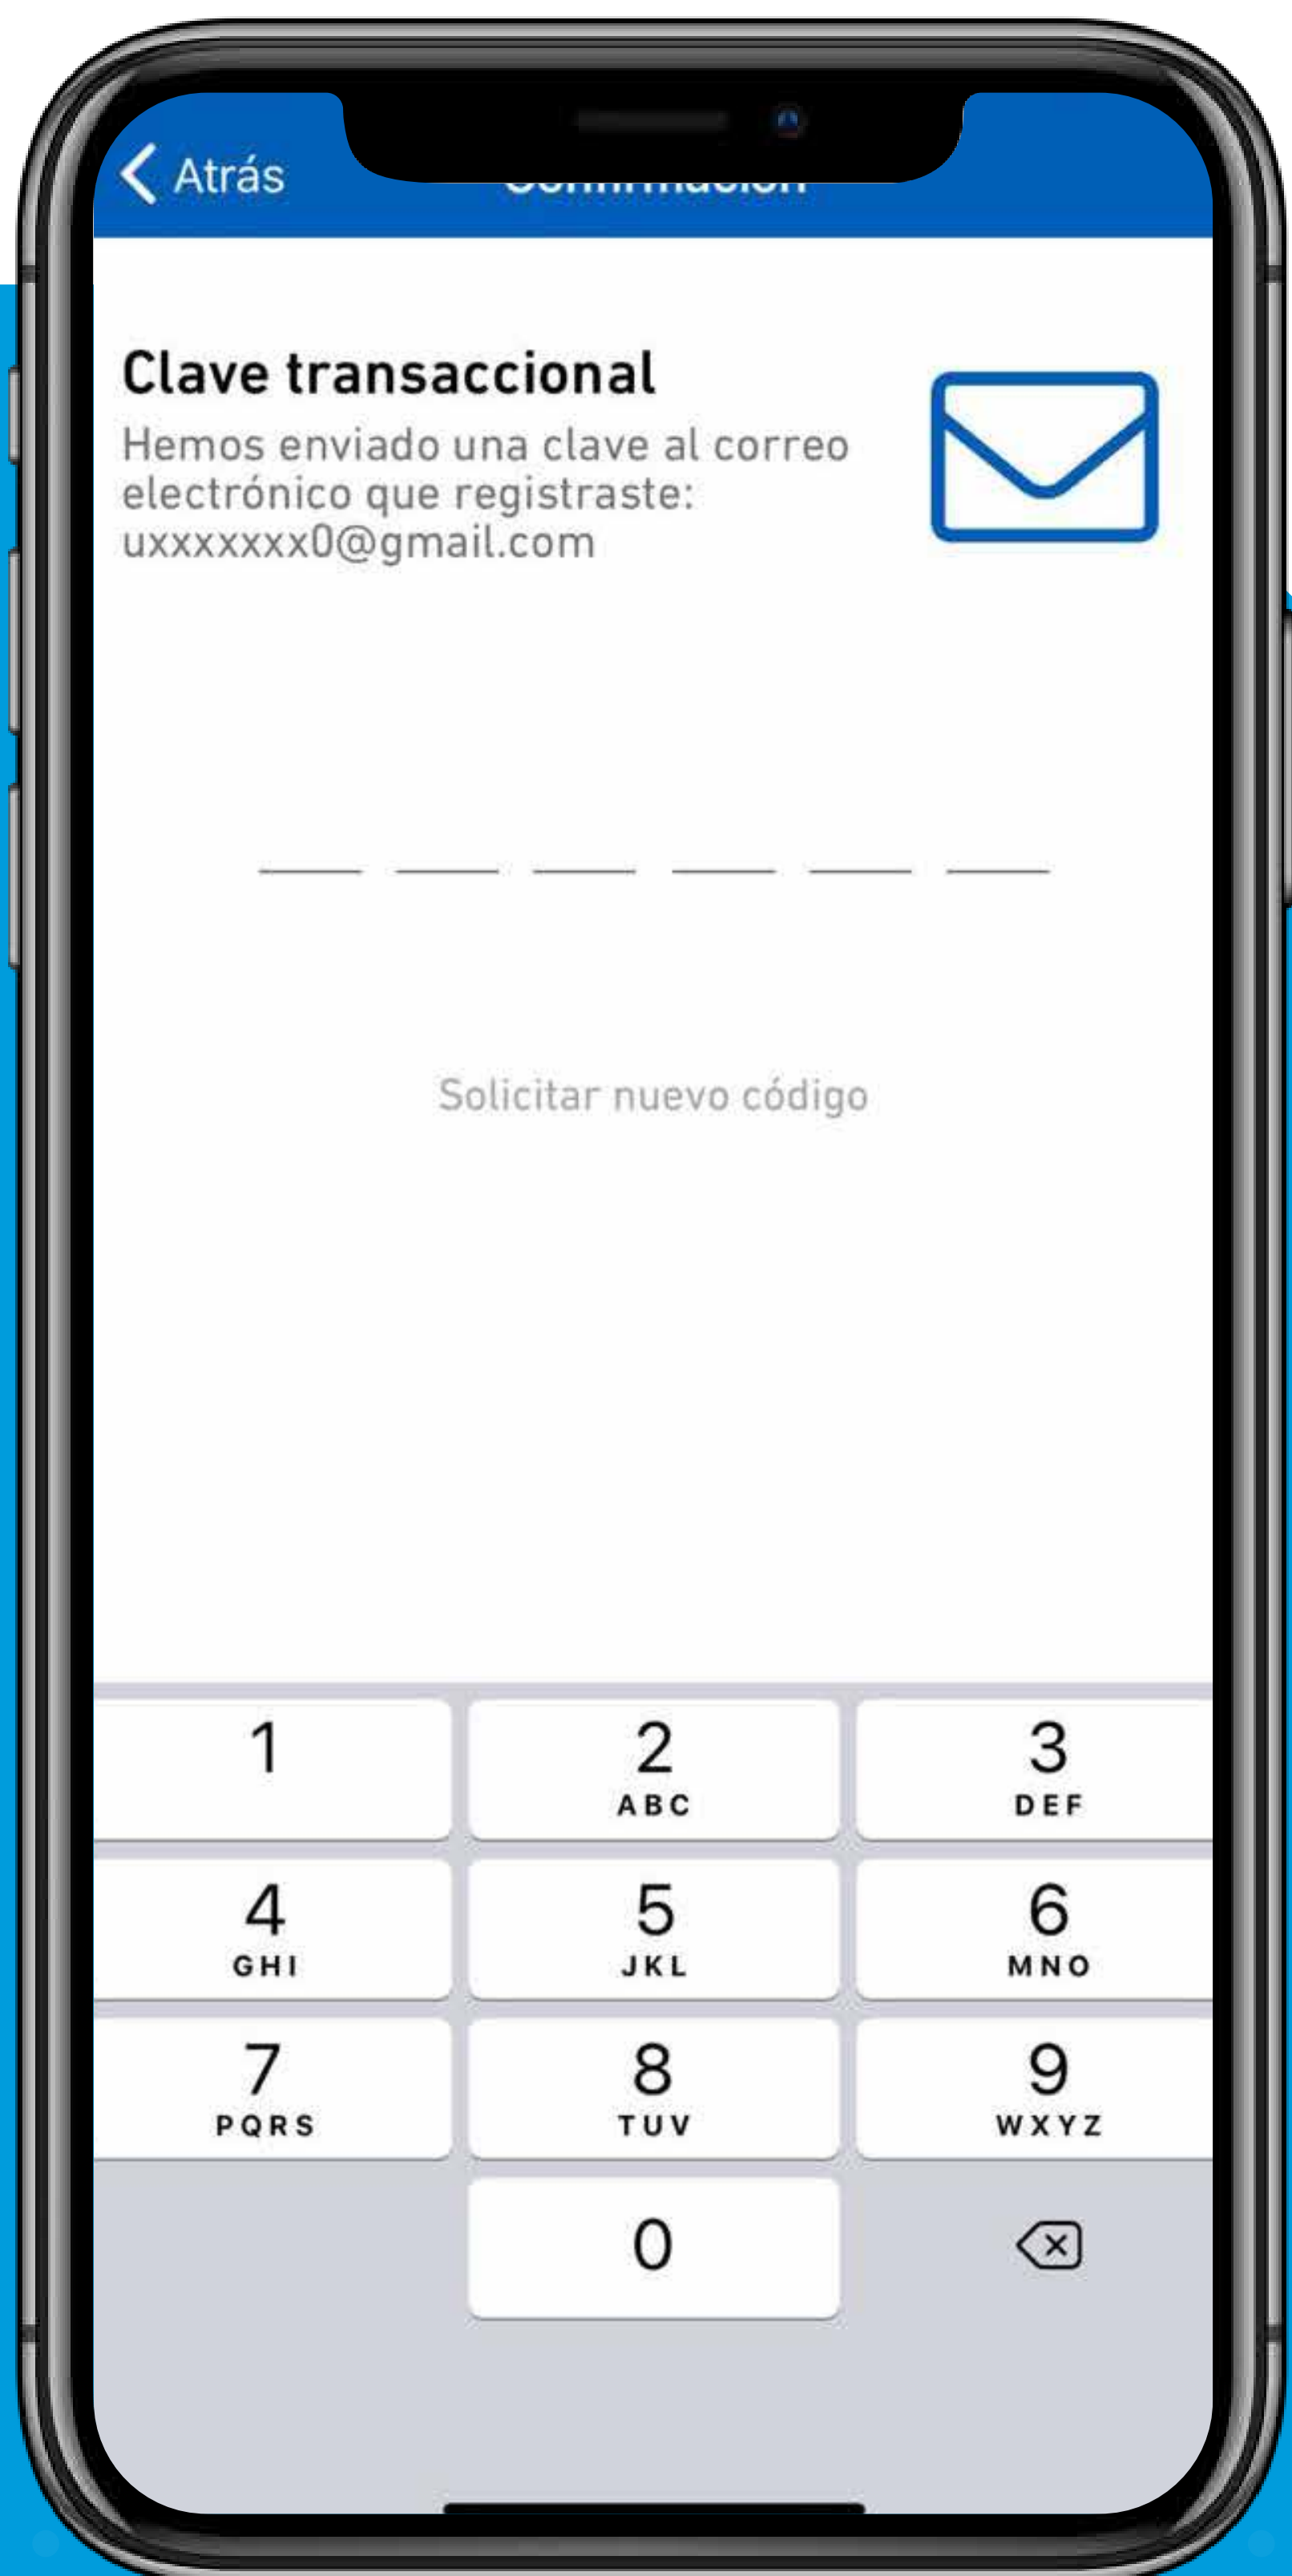 Atrás
Clave transaccional
Hemos enviado una clave al correo
electrónico que registraste:
uxxxxxxxx0@gmail.com
Solicitar nuevo código
1
2
ABC
3
DEF
4
GHI
5
JKL
6
MNO
7
PQRS
8
TUV
9
WXYZ
0